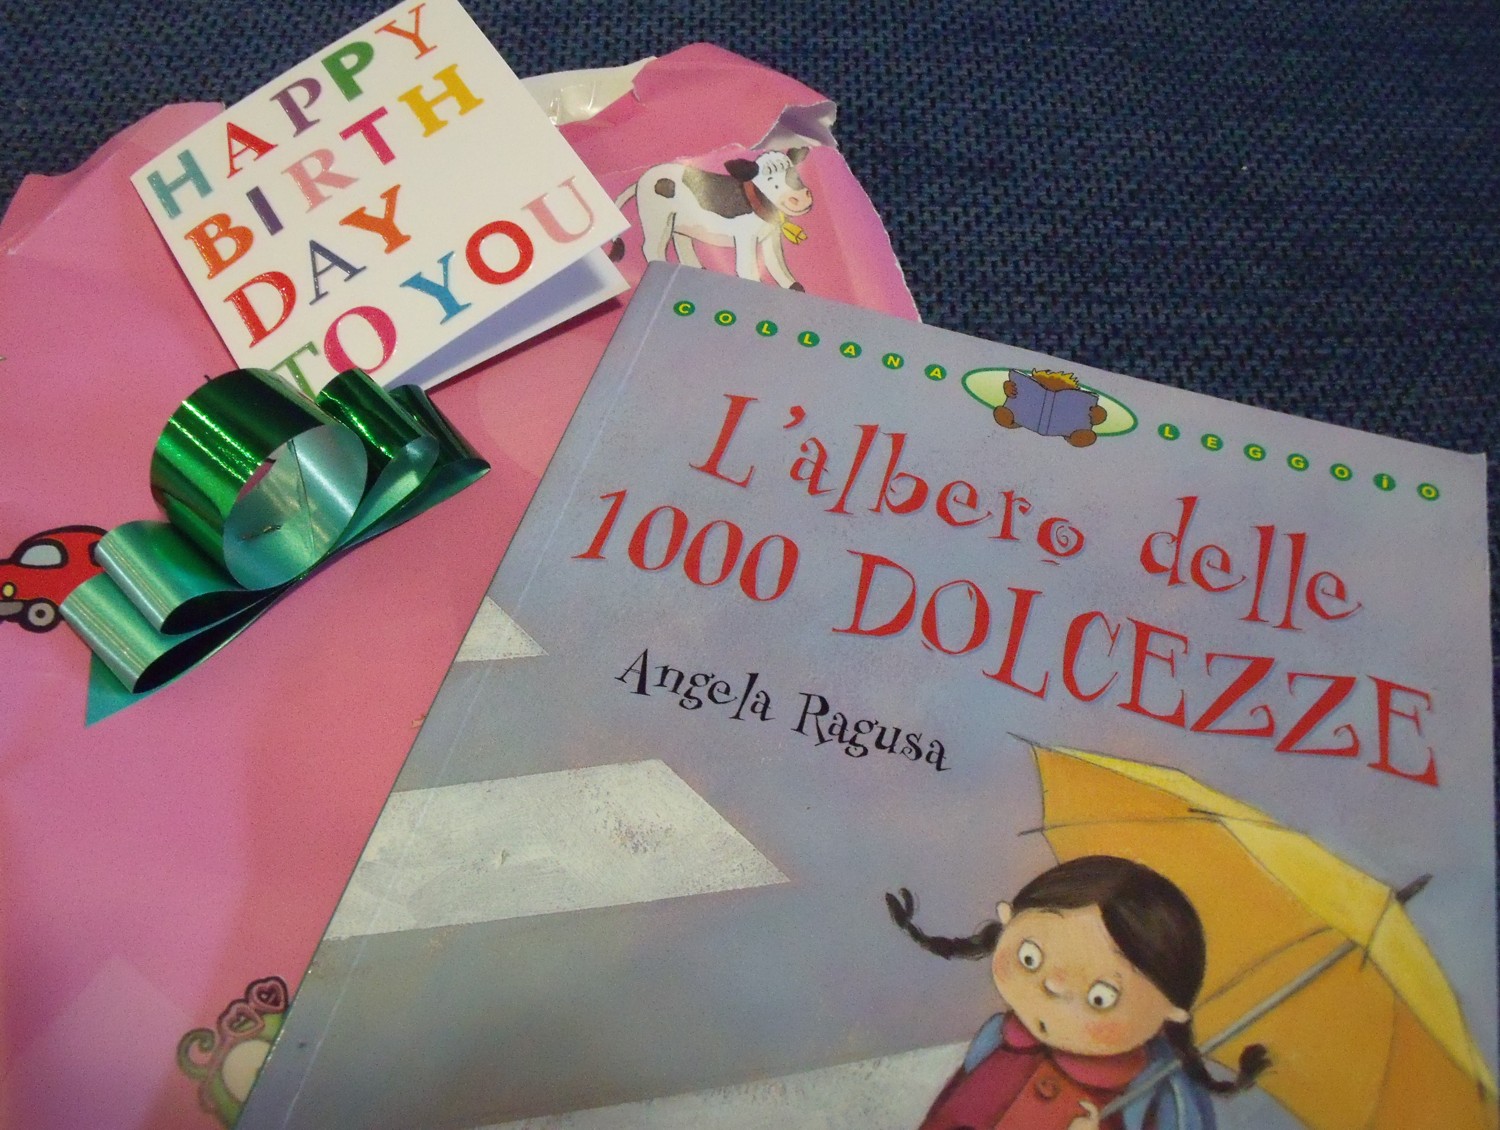 HAPPY
BIRTH
DAY
TO YOU
COLLANA LEGGOIO
L'albero delle
1000 DOLCEZZE
Angela Ragusa